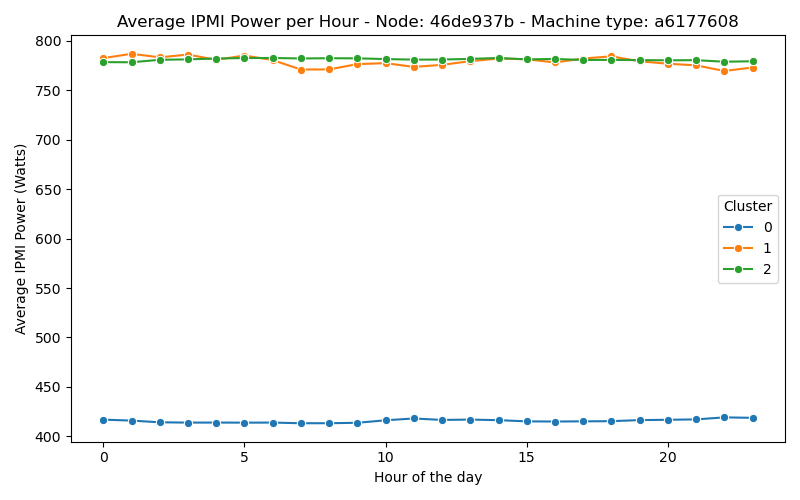 Average IPMI Power per Hour - Node: 46de937b - Machine type: a6177608
Average IPMI Power (Watts)
800
750
700
650
600
550
500
450
400
Cluster
0
1
2
0 5 10 15 20
Hour of the day